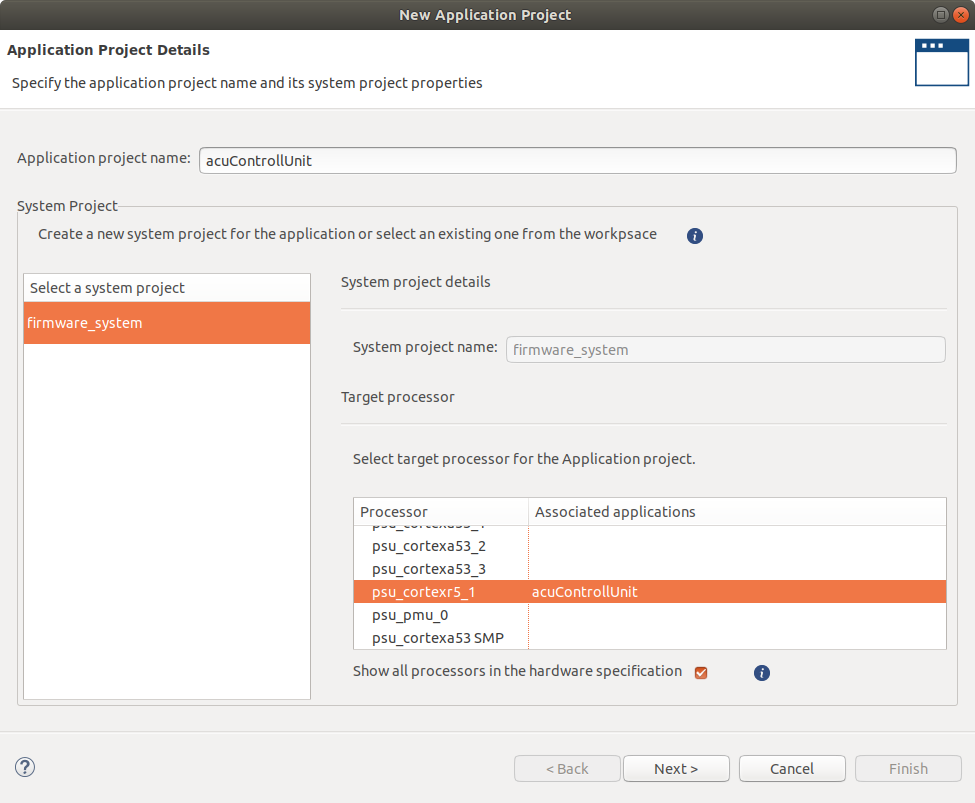 New Application Project
Application Project Details
Specify the application project name and its system project properties
Application project name: acuControllUnit
System Project
Create a new system project for the application or select an existing one from the workpsace
Select a system project
firmware_system
System project details
System project name: firmware_system
Target processor
Select target processor for the Application project.
Processor Associated applications
psu_cortexa53_1
psu_cortexa53_2
psu_cortexa53_3
psu_cortexr5_1 acuControllUnit
psu_pmu_0
psu_cortexa53 SMP
Show all processors in the hardware specification
< Back Next > Cancel Finish